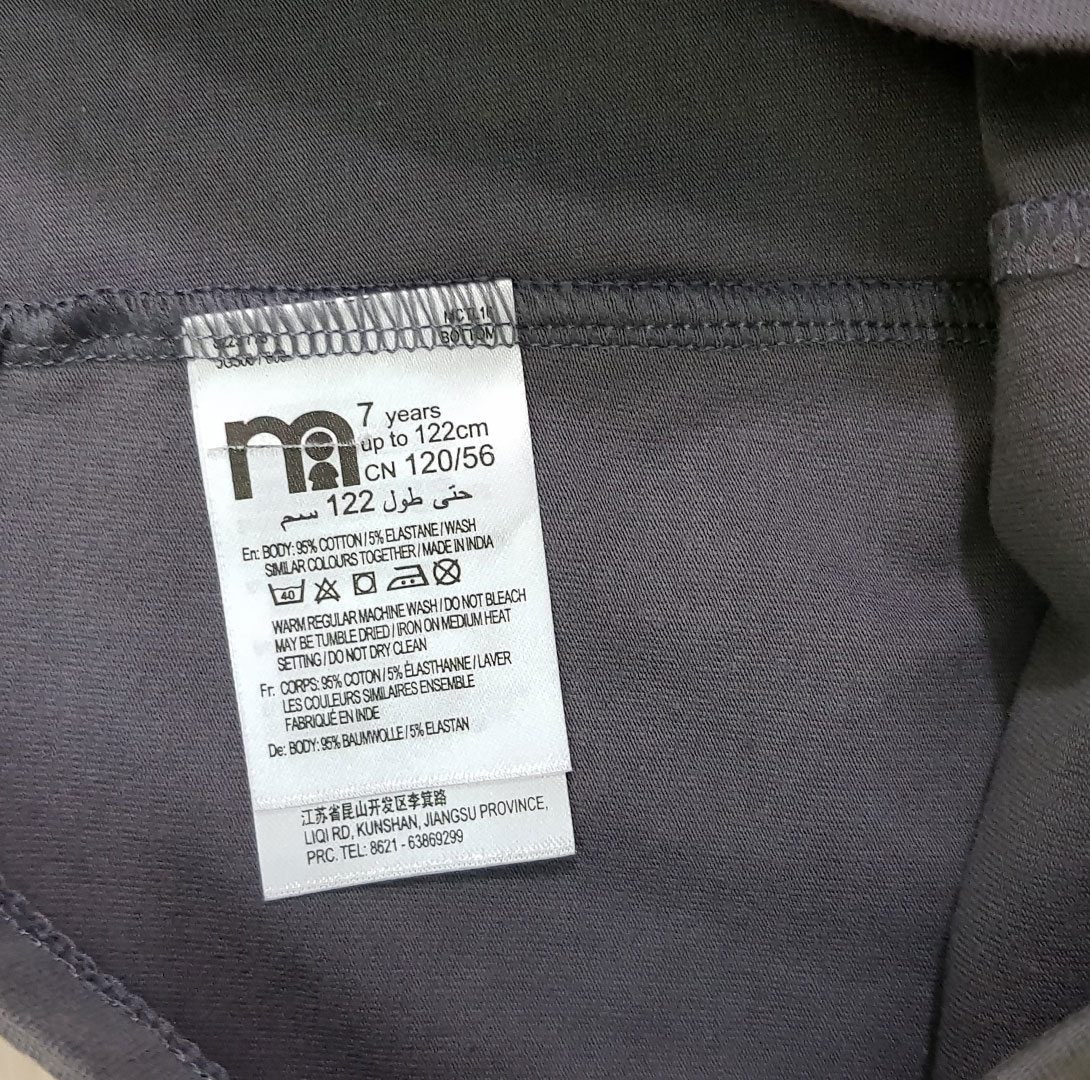 BOTTOM
7 years
up to 122cm
CN 120/56
حتى طول 122 سم
En: BODY: 95% COTTON / 5% ELASTANE / WASH
SIMILAR COLOURS TOGETHER / MADE IN INDIA
40
WARM REGULAR MACHINE WASH / DO NOT BLEACH
MAY BE TUMBLE DRIED / IRON ON MEDIUM HEAT
SETTING / DO NOT DRY CLEAN
Fr: CORPS: 95% COTON / 5% ÉLASTHANNE / LAVER
LES COULEURS SIMILAIRES ENSEMBLE
FABRIQUÉ EN INDE
De: BODY: 95% BAUMWOLLE / 5% ELASTAN
江苏省昆山开发区李箕路
LIQI RD, KUNSHAN, JIANGSU PROVINCE,
PRC. TEL: 8621 - 63869299